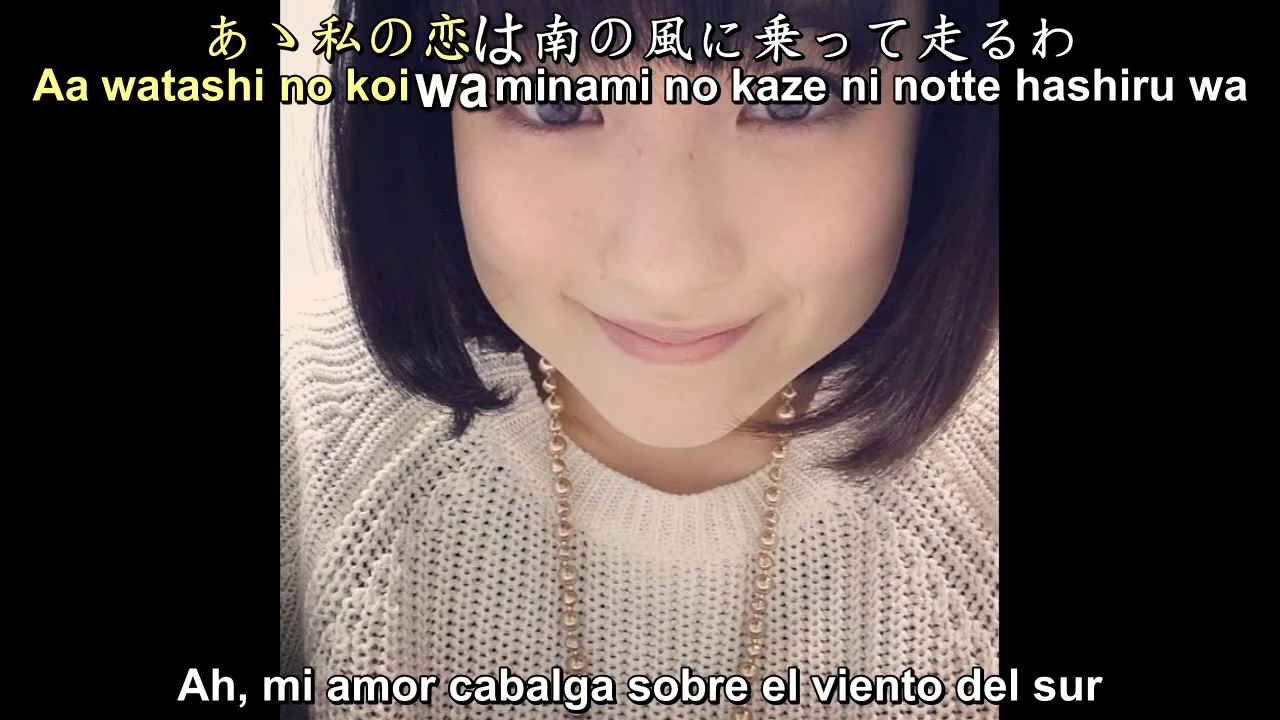 あゝ私の恋は南の風に乗って走るわ
Aa watashi no koi wa minami no kaze ni notte hashiru wa
Ah, mi amor cabalga sobre el viento del sur